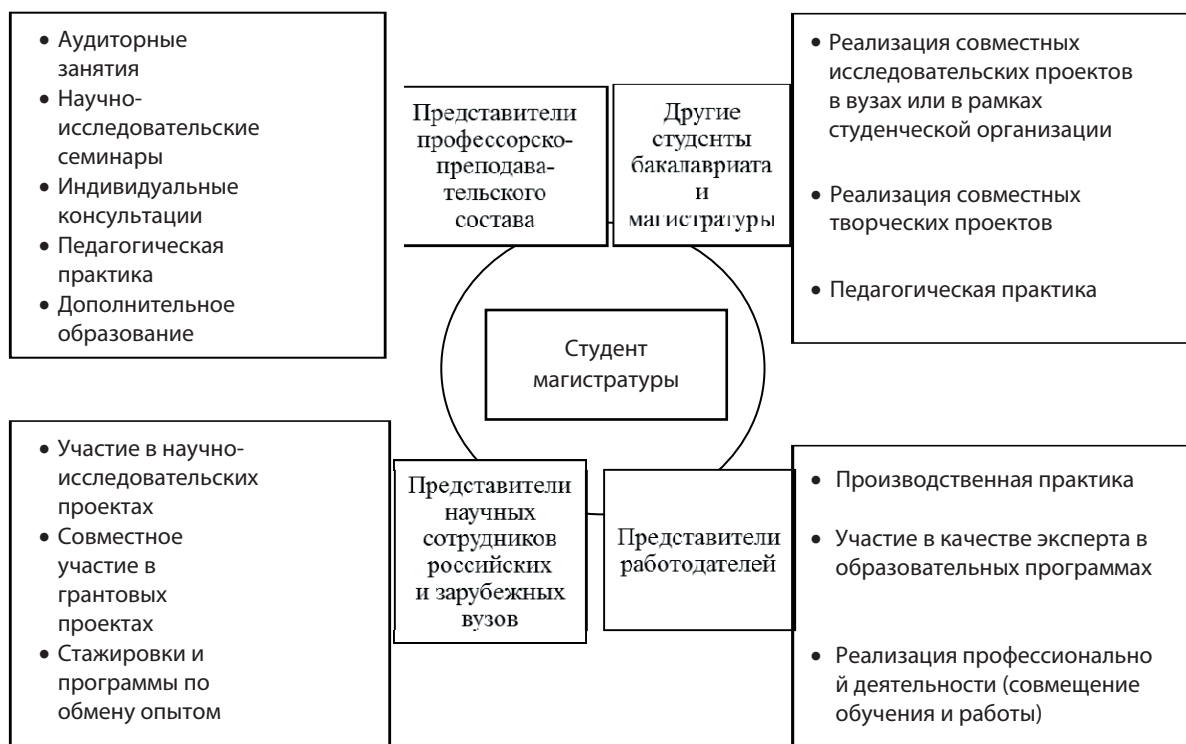 • Аудиторные
занятия
• Научно-
исследовательские
семинары
• Индивидуальные
консультации
• Педагогическая
практика
• Дополнительное
образование
Представители
профессорско-
преподава-
тельского
состава
Другие
студенты
бакалавриата
и
магистратуры
• Реализация совместных
исследовательских проектов
в вузах или в рамках
студенческой организации
• Реализация совместных
творческих проектов
• Педагогическая практика
Студент
магистратуры
• Участие в научно-
исследовательских
проектах
• Совместное
участие в
грантовых
проектах
• Стажировки и
программы по
обмену опытом
Представители
научных
сотрудников
российских
и зарубежных
вузов
Представители
работодателей
• Производственная практика
• Участие в качестве эксперта в
образовательных программах
• Реализация профессионально
й деятельности (совмещение
обучения и работы)